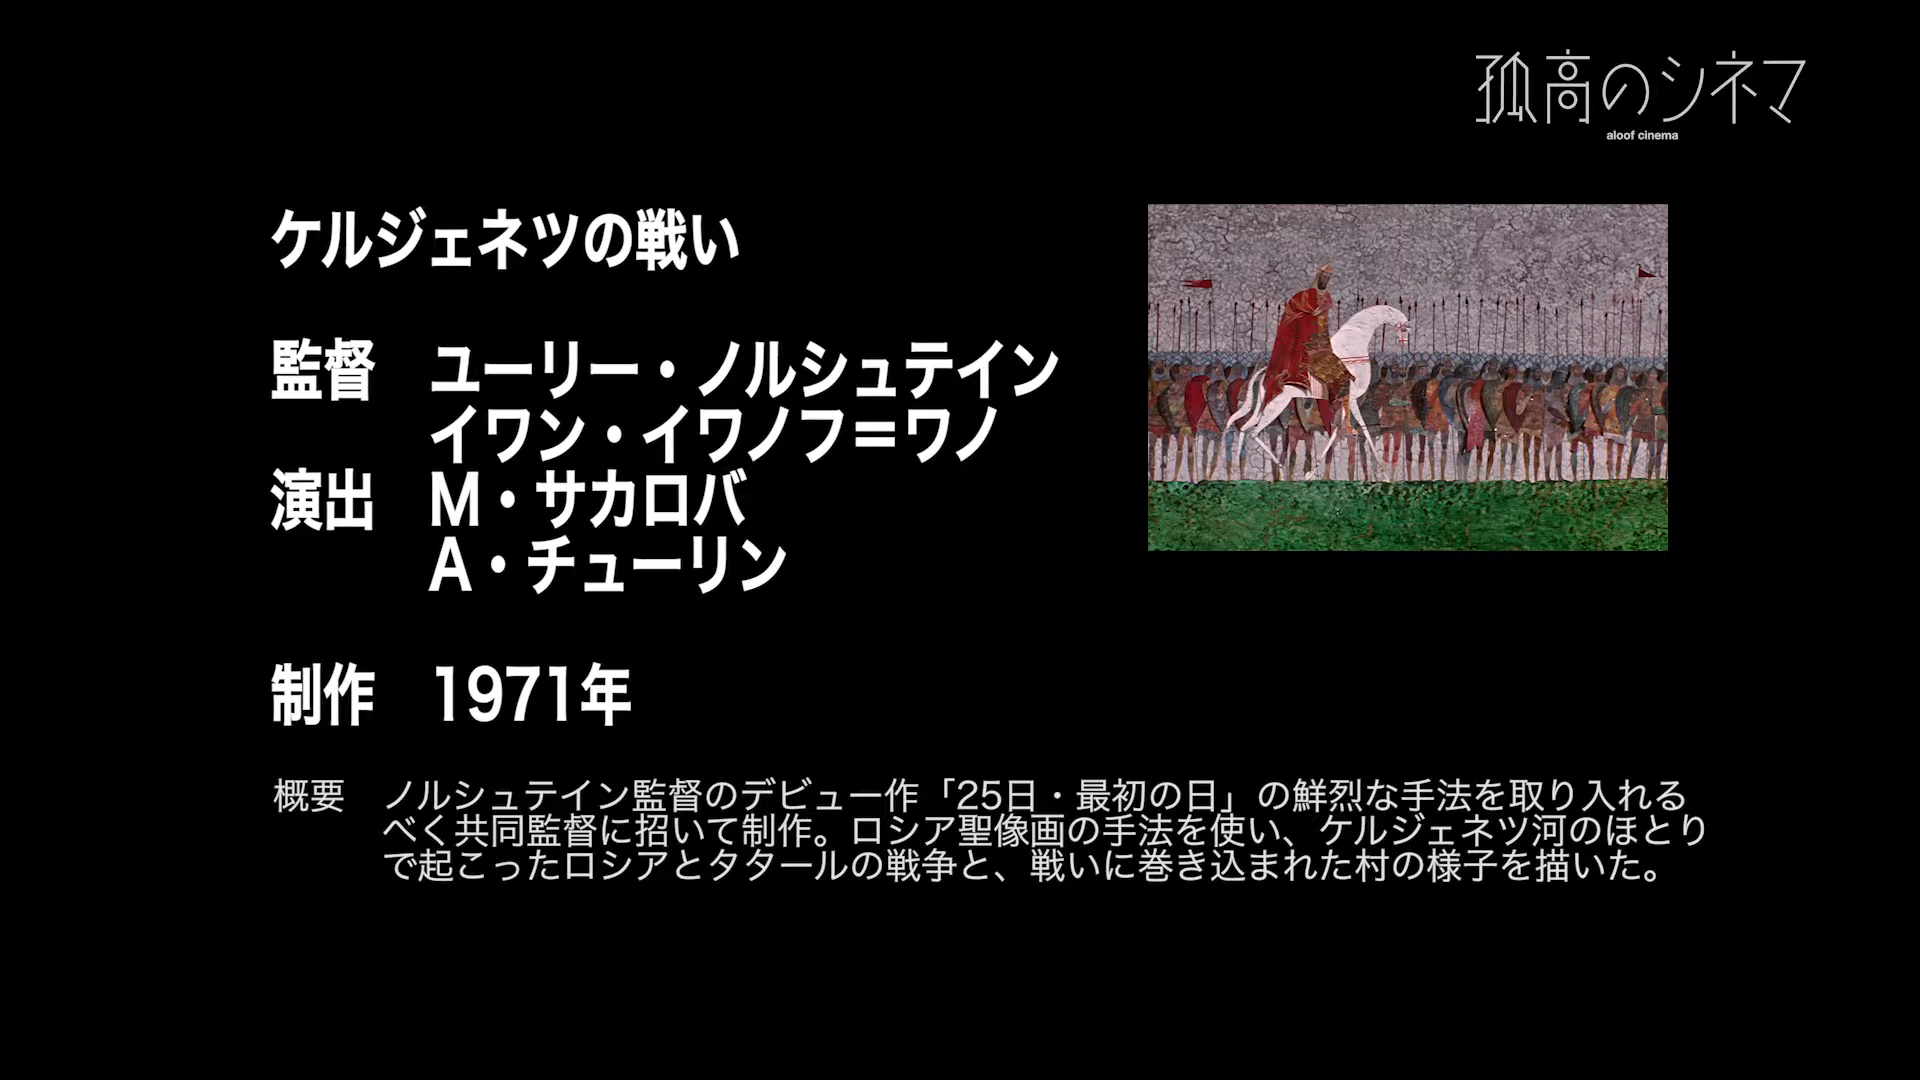 孤高のシネマ
aloof cinema
ケルジェネツの戦い
監督　ユーリー・ノルシュテイン
イワン・イワノフ＝ワノ
演出　M・サカロバ
A・チューリン
制作　1971年
概要　ノルシュテイン監督のデビュー作「25日・最初の日」の鮮烈な手法を取り入れる
べく共同監督に招いて制作。ロシア聖像画の手法を使い、ケルジェネツ河のほとり
で起こったロシアとタタールの戦争と、戦いに巻き込まれた村の様子を描いた。